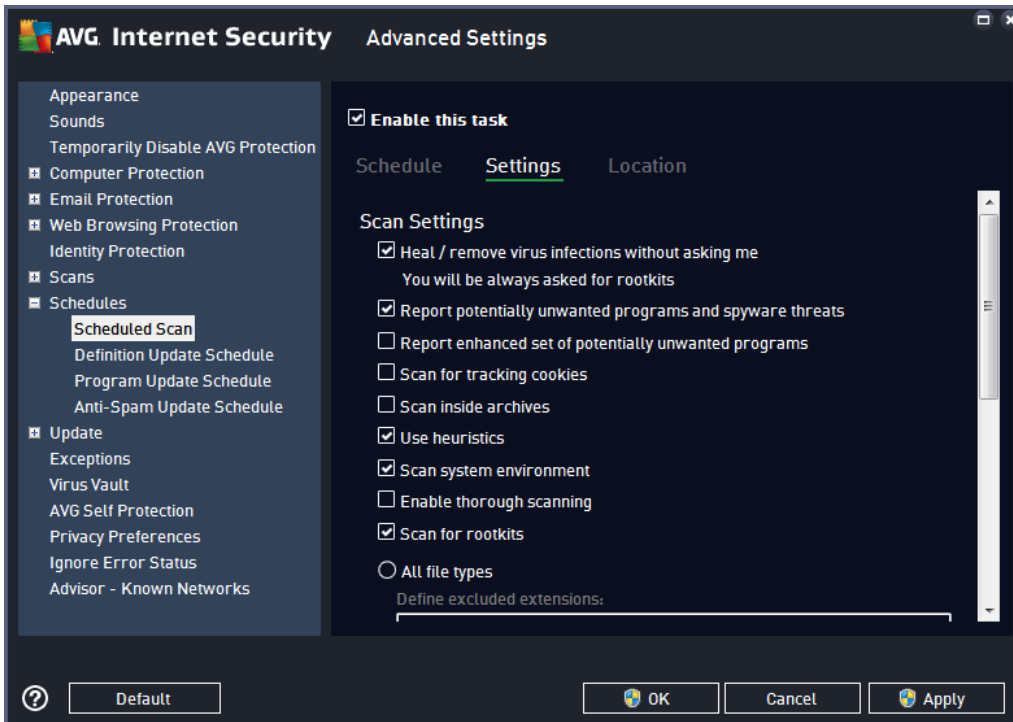 AVG. Internet Security Advanced Settings
Appearance
Sounds
Temporarily Disable AVG Protection
Computer Protection
Email Protection
Web Browsing Protection
Identity Protection
Scans
Schedules
Scheduled Scan
Definition Update Schedule
Program Update Schedule
Anti-Spam Update Schedule
Update
Exceptions
Virus Vault
AVG Self Protection
Privacy Preferences
Ignore Error Status
Advisor - Known Networks
Enable this task
Schedule Settings Location
Scan Settings
Heal / remove virus infections without asking me
You will be always asked for rootkits
Report potentially unwanted programs and spyware threats
Report enhanced set of potentially unwanted programs
Scan for tracking cookies
Scan inside archives
Use heuristics
Scan system environment
Enable thorough scanning
Scan for rootkits
All file types
Define excluded extensions:
? Default OK Cancel Apply